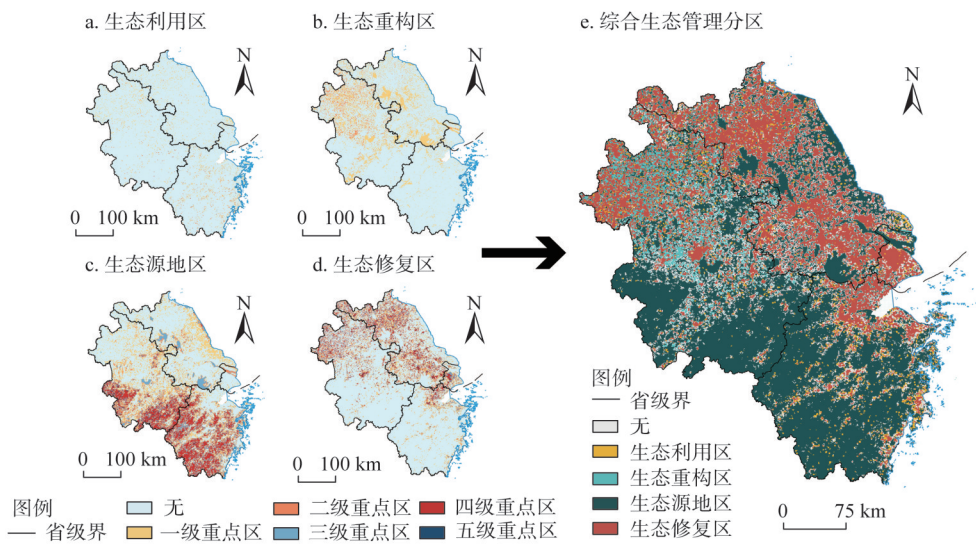 a. 生态利用区
b. 生态重构区
e. 综合生态管理分区
N
N
N
0 100 km
0 100 km
c. 生态源地区
d. 生态修复区
N
N
0 100 km
0 100 km
图例
省级界
无
一级重点区
二级重点区
三级重点区
四级重点区
五级重点区
图例
省级界
无
生态利用区
生态重构区
生态源地区
生态修复区
0 75 km